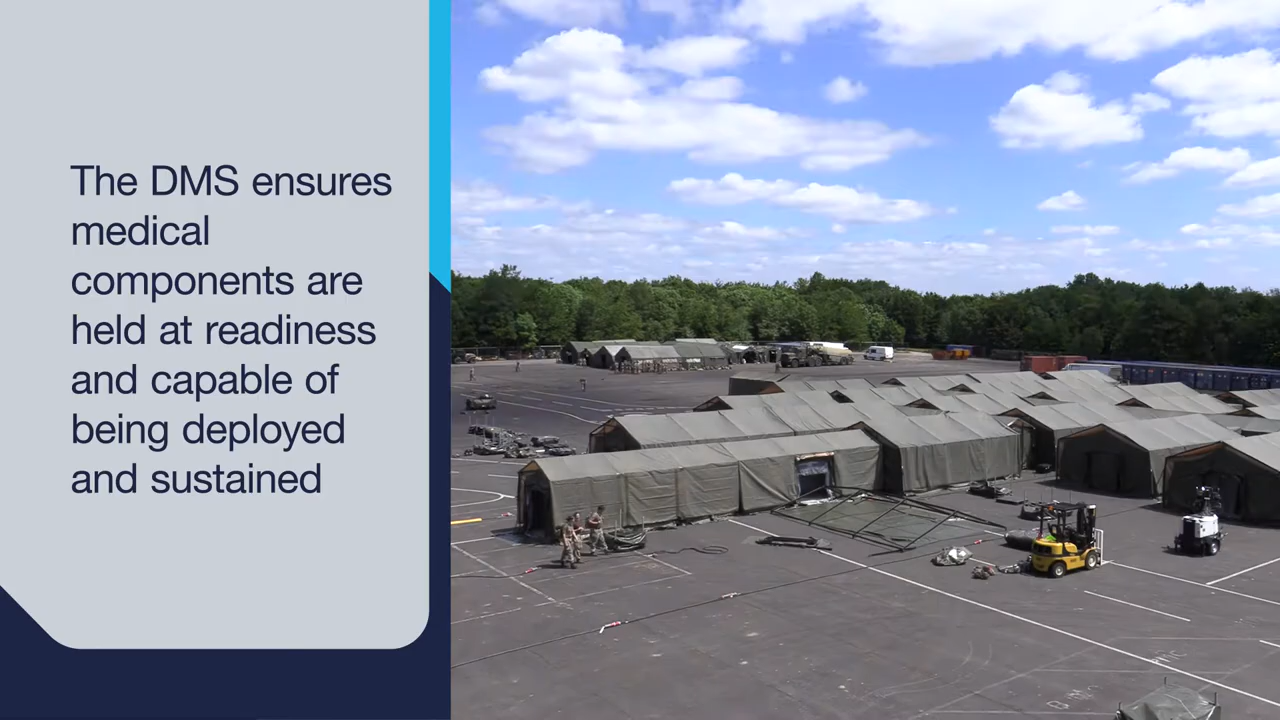 The DMS ensures
medical
components are
held at readiness
and capable of
being deployed
and sustained